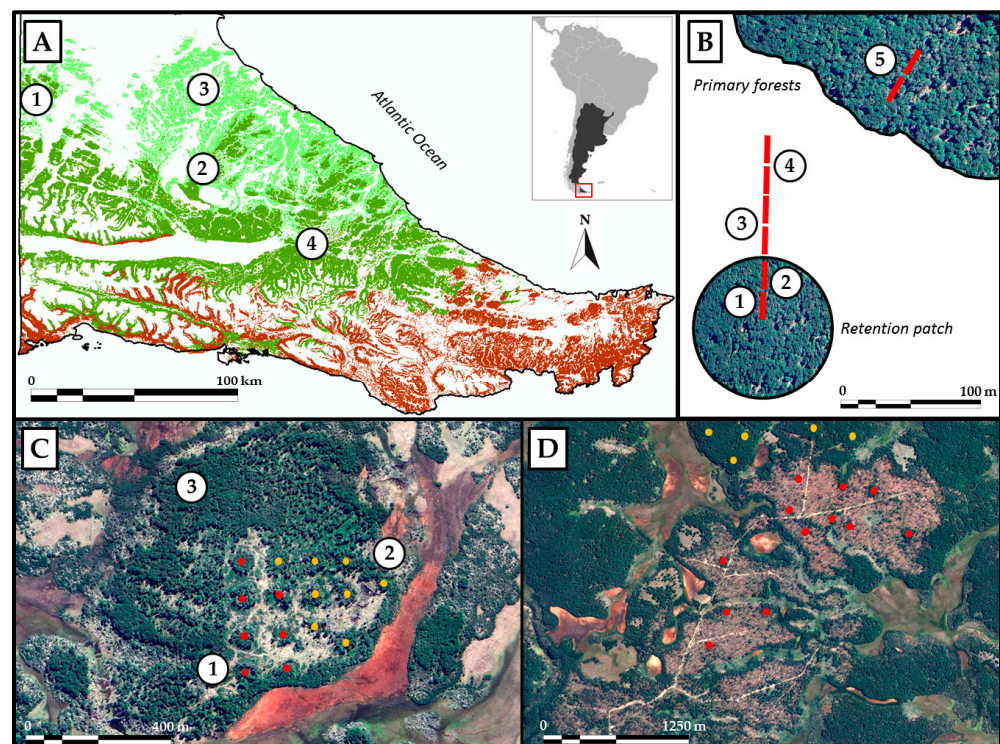 A
1
3
2
4
Atlantic Ocean
N
0
100 km
B
5
Primary forests
4
3
1
2
Retention patch
0
100 m
C
3
2
1
0
400 m
D
0
1250 m